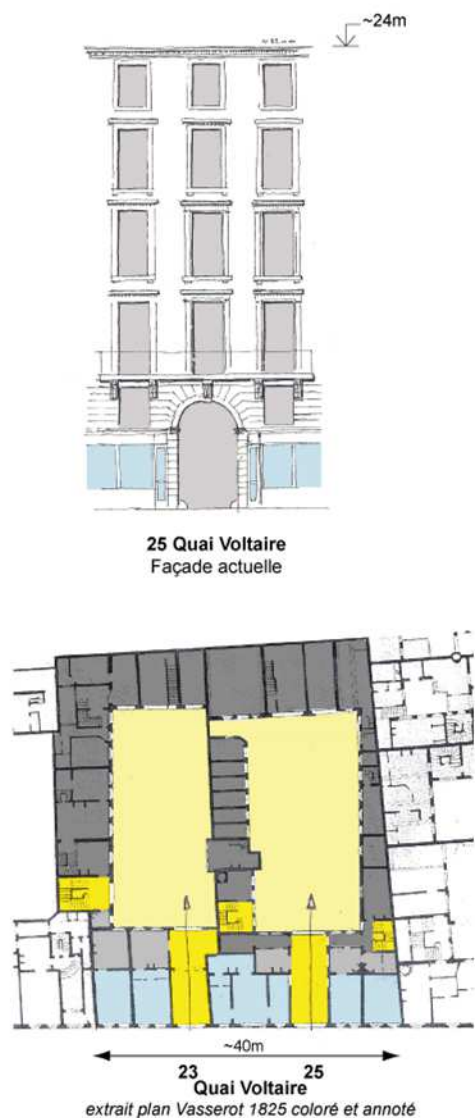 ~24m
25 Quai Voltaire
Façade actuelle
~40m
23 25
Quai Voltaire
extrait plan Vasserot 1825 coloré et annoté